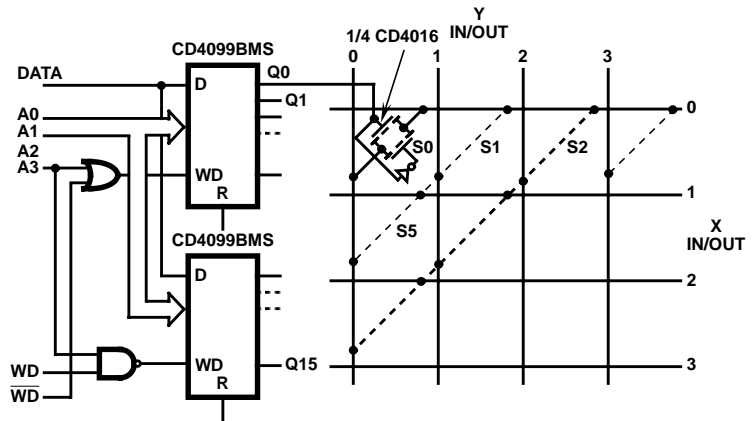 Y
IN/OUT
1/4 CD4016
0 1 2 3
CD4099BMS
DATA
D
Q0
Q1
A0
A1
A2
A3
WD
R
S0 S1 S2
S5
0
1
X
IN/OUT
2
3
CD4099BMS
D
WD
R
Q15
WD
W̅D̅